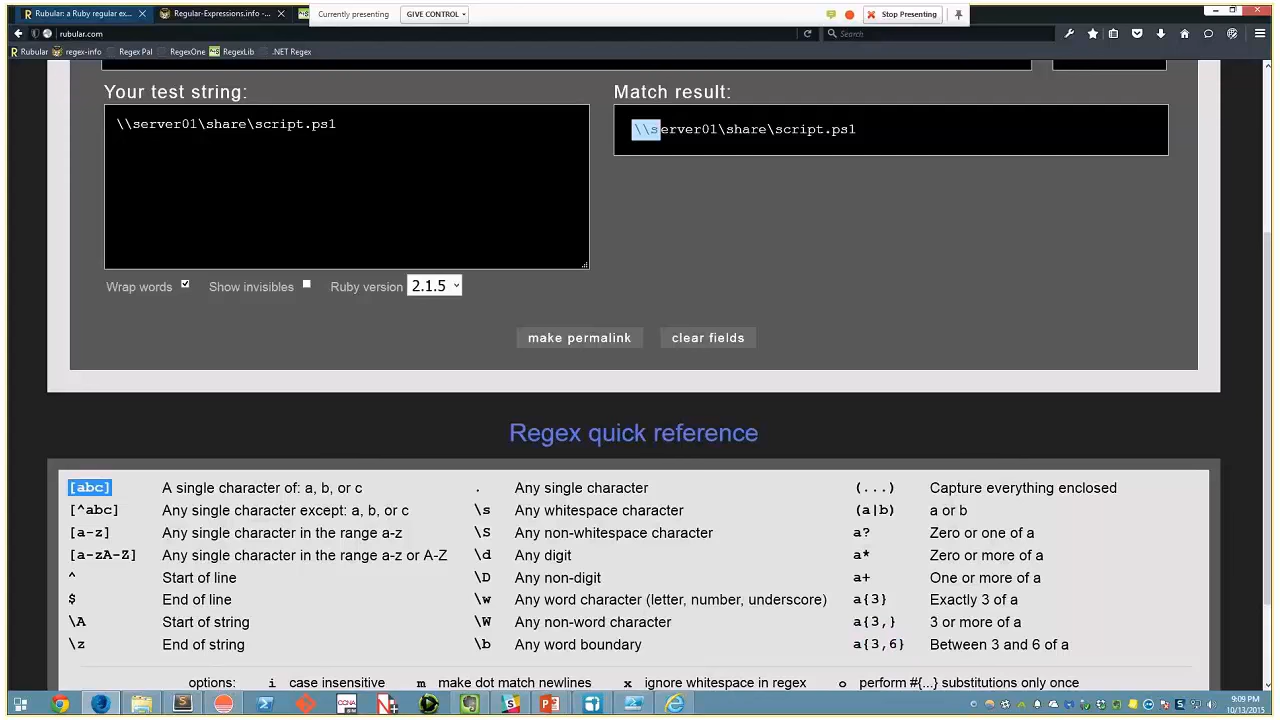 Rubular: a Ruby regular ex...
Regular-Expressions.info -...
Currently presenting
GIVE CONTROL
Stop Presenting
rubular.com
Search
Rubular
regex-info
Regex Pal
RegexOne
RegexLib
.NET Regex
Your test string:
Match result:
\\server01\share\script.ps1
\\server01\share\script.ps1
Wrap words
Show invisibles
Ruby version
2.1.5
make permalink
clear fields
Regex quick reference
[abc] A single character of: a, b, or c . Any single character (...) Capture everything enclosed
[^abc] Any single character except: a, b, or c \s Any whitespace character (a|b) a or b
[a-z] Any single character in the range a-z \S Any non-whitespace character a? Zero or one of a
[a-zA-Z] Any single character in the range a-z or A-Z \d Any digit a* Zero or more of a
^ Start of line \D Any non-digit a+ One or more of a
$ End of line \w Any word character (letter, number, underscore) a{3} Exactly 3 of a
\A Start of string \W Any non-word character a{3,} 3 or more of a
\z End of string \b Any word boundary a{3,6} Between 3 and 6 of a
options: i case insensitive m make dot match newlines x ignore whitespace in regex o perform #{...} substitutions only once
9:09 PM
10/13/2015